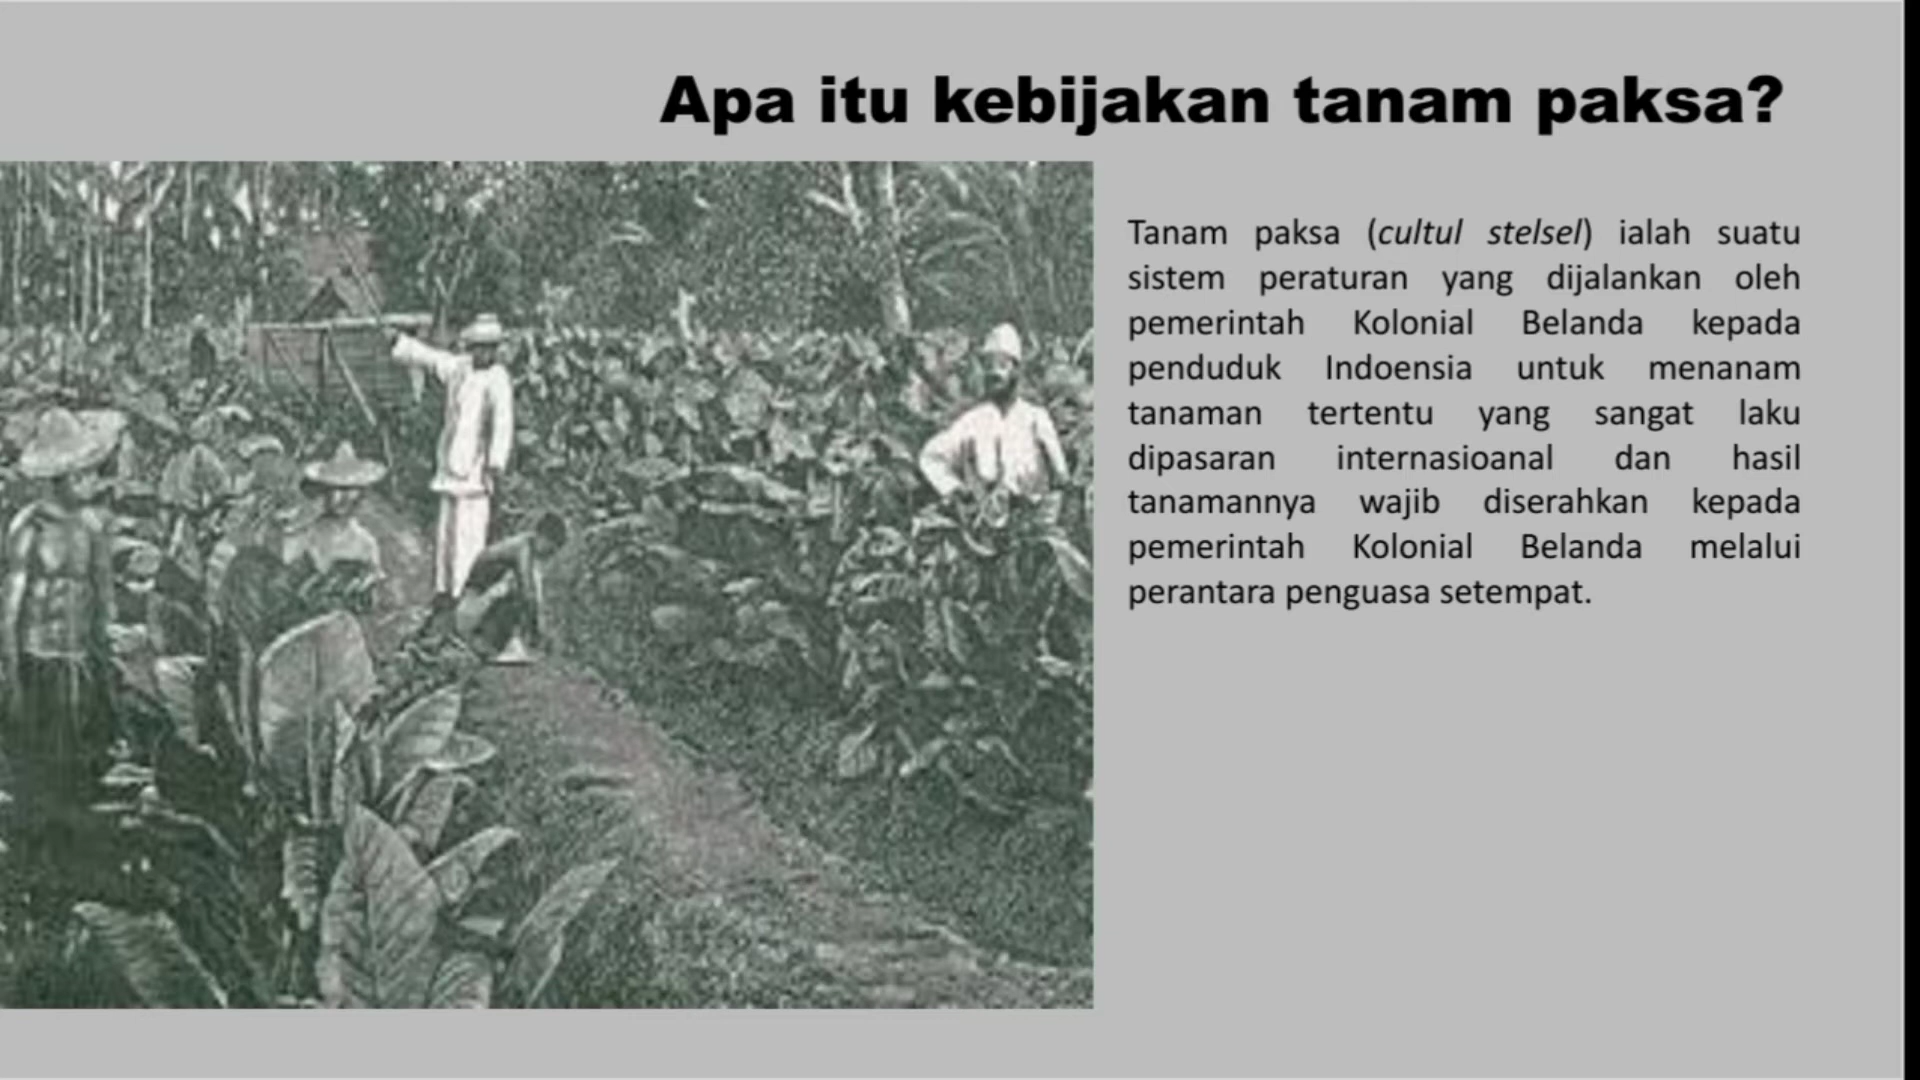 Apa itu kebijakan tanam paksa?
Tanam paksa (cultul stelsel) ialah suatu
sistem peraturan yang dijalankan oleh
pemerintah Kolonial Belanda kepada
penduduk Indoensia untuk menanam
tanaman tertentu yang sangat laku
dipasaran internasioanal dan hasil
tanamannya wajib diserahkan kepada
pemerintah Kolonial Belanda melalui
perantara penguasa setempat.